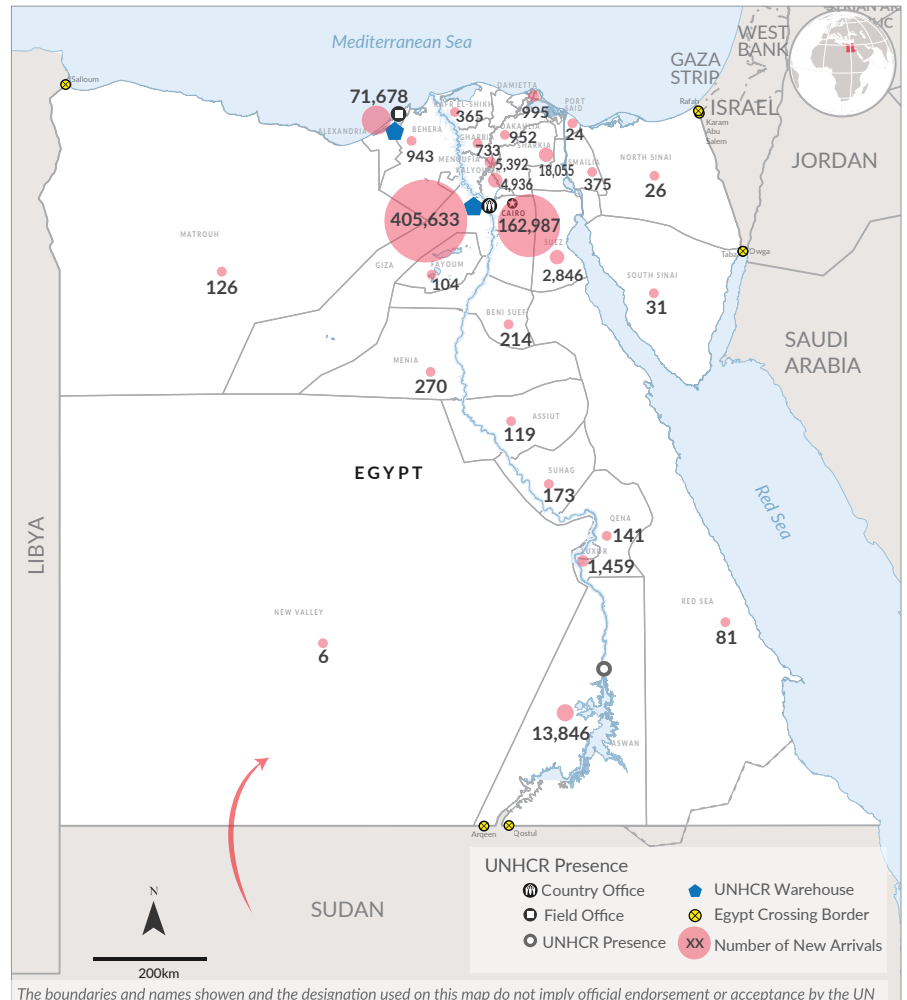 Mediterranean Sea
WEST
BANK
GAZA
STRIP
Salloum
DAMIETTA
71,678
KAFR EL-SHIKH
365
995
PORT
SAID
24
Rafah
Karam
Abu
Salem
ISRAEL
JORDAN
ALEXANDRIA
BEHERA
943
GHARBIA
733
DAKAHLIA
952
SHARKIA
18,055
MENOUFIA
5,392
KALYOUBIA
4,936
ISMAILIA
375
NORTH SINAI
26
405,633
CAIRO
162,987
MATROUH
126
GIZA
FAYOUM
104
SUEZ
2,846
Taba
Owga
SOUTH SINAI
31
SAUDI
ARABIA
BENI SUEF
214
MENIA
270
ASSIUT
119
EGYPT
SUHAG
173
Red Sea
LIBYA
QENA
141
LUXOR
1,459
NEW VALLEY
6
RED SEA
81
13,846
ASWAN
Arqeen
Qostul
SUDAN
N
200km
UNHCR Presence
Country Office
UNHCR Warehouse
Field Office
Egypt Crossing Border
UNHCR Presence
XX
Number of New Arrivals
The boundaries and names showen and the designation used on this map do not imply official endorsement or acceptance by the UN